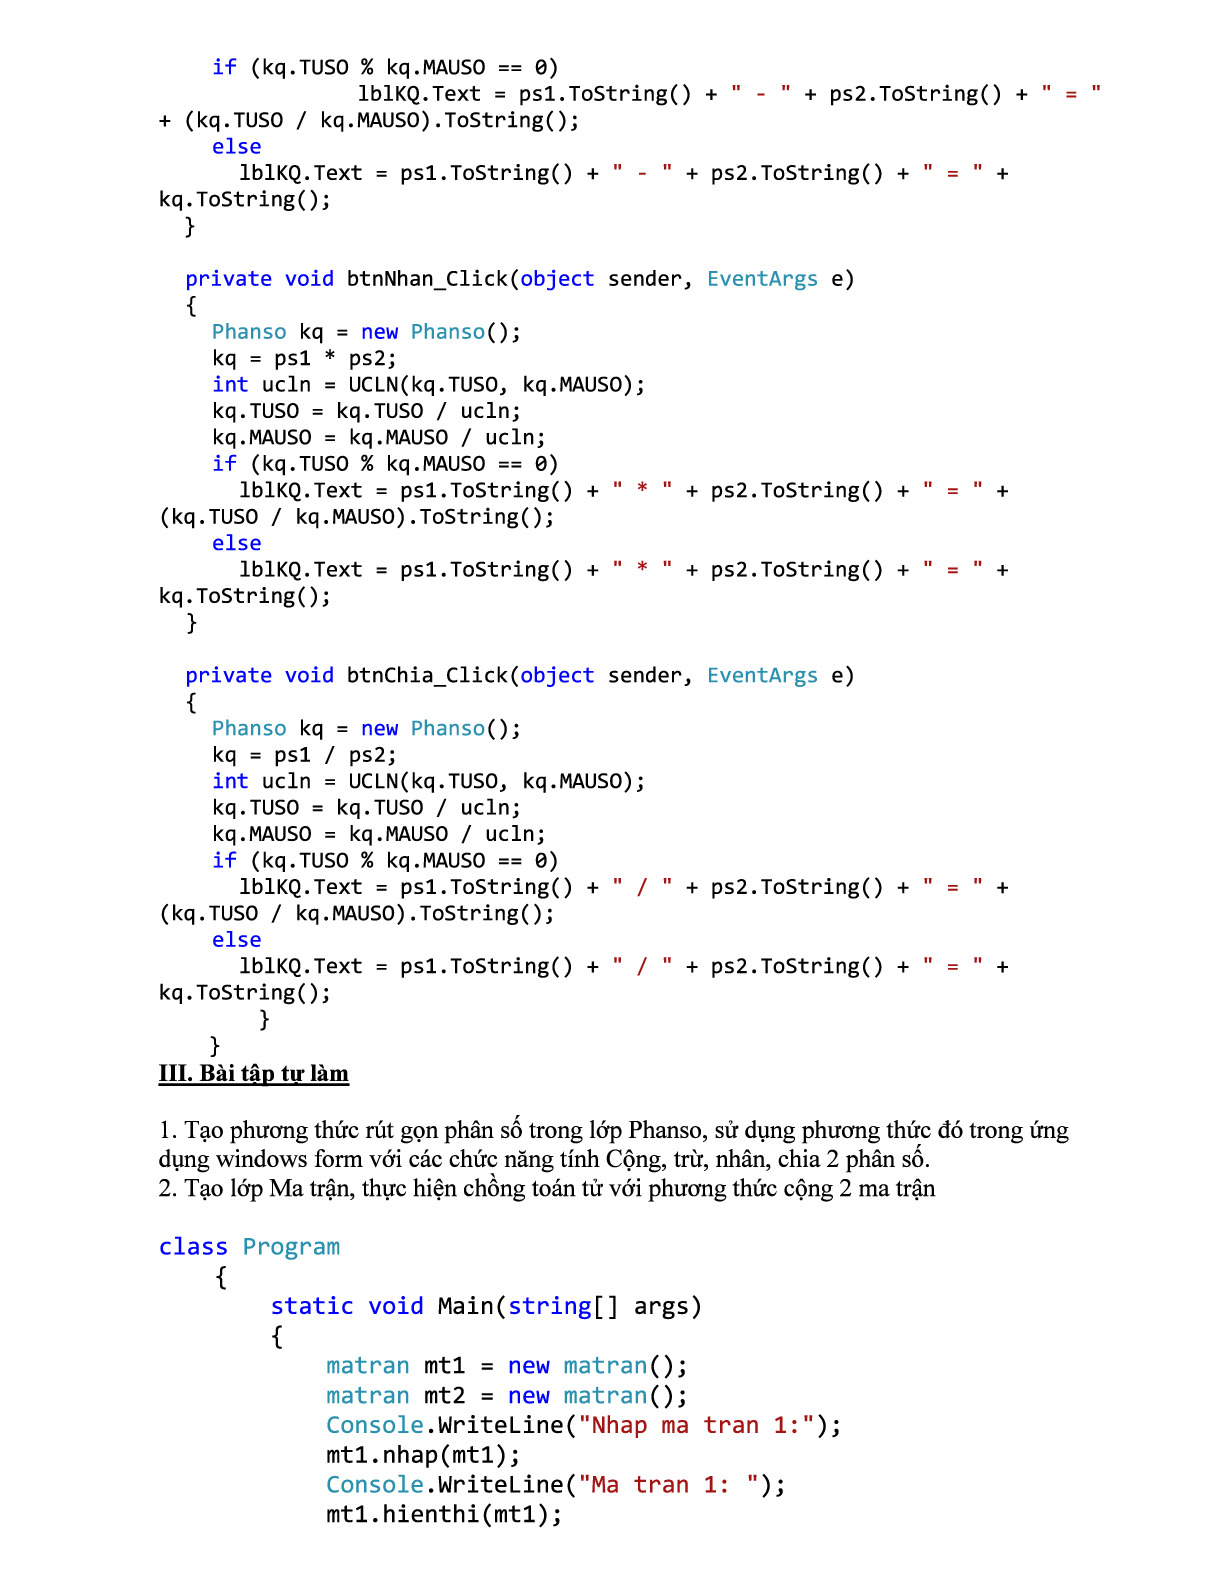 if (kq.TUSO % kq.MAUSO == 0)
lblKQ.Text = ps1.ToString() + " - " + ps2.ToString() + " = "
+ (kq.TUSO / kq.MAUSO).ToString();
else
lblKQ.Text = ps1.ToString() + " - " + ps2.ToString() + " = " +
kq.ToString();
}
private void btnNhan_Click(object sender, EventArgs e)
{
Phanso kq = new Phanso();
kq = ps1 * ps2;
int ucln = UCLN(kq.TUSO, kq.MAUSO);
kq.TUSO = kq.TUSO / ucln;
kq.MAUSO = kq.MAUSO / ucln;
if (kq.TUSO % kq.MAUSO == 0)
lblKQ.Text = ps1.ToString() + " * " + ps2.ToString() + " = " +
(kq.TUSO / kq.MAUSO).ToString();
else
lblKQ.Text = ps1.ToString() + " * " + ps2.ToString() + " = " +
kq.ToString();
}
private void btnChia_Click(object sender, EventArgs e)
{
Phanso kq = new Phanso();
kq = ps1 / ps2;
int ucln = UCLN(kq.TUSO, kq.MAUSO);
kq.TUSO = kq.TUSO / ucln;
kq.MAUSO = kq.MAUSO / ucln;
if (kq.TUSO % kq.MAUSO == 0)
lblKQ.Text = ps1.ToString() + " / " + ps2.ToString() + " = " +
(kq.TUSO / kq.MAUSO).ToString();
else
lblKQ.Text = ps1.ToString() + " / " + ps2.ToString() + " = " +
kq.ToString();
}
}
III. Bài tập tự làm
1. Tạo phương thức rút gọn phân số trong lớp Phanso, sử dụng phương thức đó trong ứng
dụng windows form với các chức năng tính Cộng, trừ, nhân, chia 2 phân số.
2. Tạo lớp Ma trận, thực hiện chồng toán tử với phương thức cộng 2 ma trận
class Program
{
static void Main(string[] args)
{
matran mt1 = new matran();
matran mt2 = new matran();
Console.WriteLine("Nhap ma tran 1:");
mt1.nhap(mt1);
Console.WriteLine("Ma tran 1: ");
mt1.hienthi(mt1);